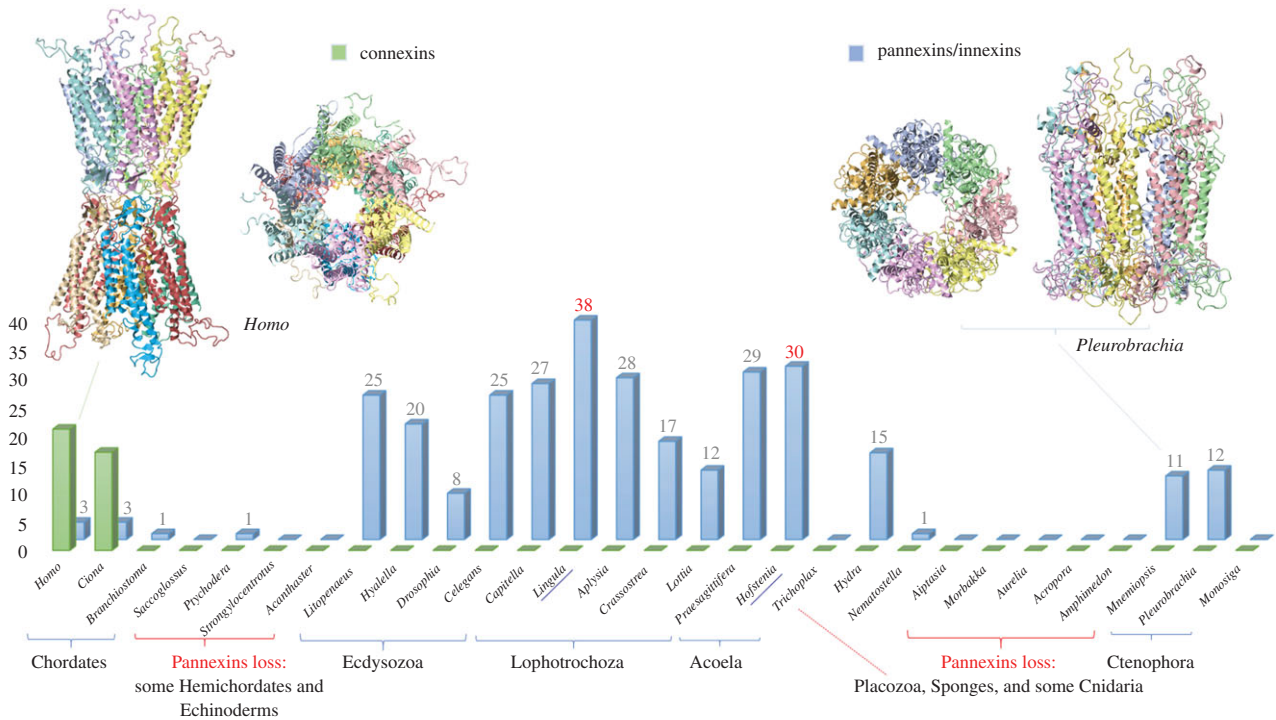 connexins
pannexins/innexins
Homo
Pleurobrachia
40
35
30
25
20
15
10
5
0
3
3
1
1
25
20
8
25
27
38
28
17
12
29
30
15
1
11
12
Homo
Ciona
Branchiostoma
Saccoglossus
Ptychodera
Strongylocentrotus
Acanthaster
Litopenaeus
Hyalella
Drosophia
Celegans
Capitella
Lingula
Aplysia
Crassostrea
Lottia
Praesagittifera
Hofstenia
Trichoplax
Hydra
Nematostella
Aiptasia
Morbakka
Aurelia
Acropora
Amphimedon
Mnemiopsis
Pleurobrachia
Monosiga
Chordates
Pannexins loss:
some Hemichordates and
Echinoderms
Ecdysozoa
Lophotrochoza
Acoela
Pannexins loss:
Placozoa, Sponges, and some Cnidaria
Ctenophora